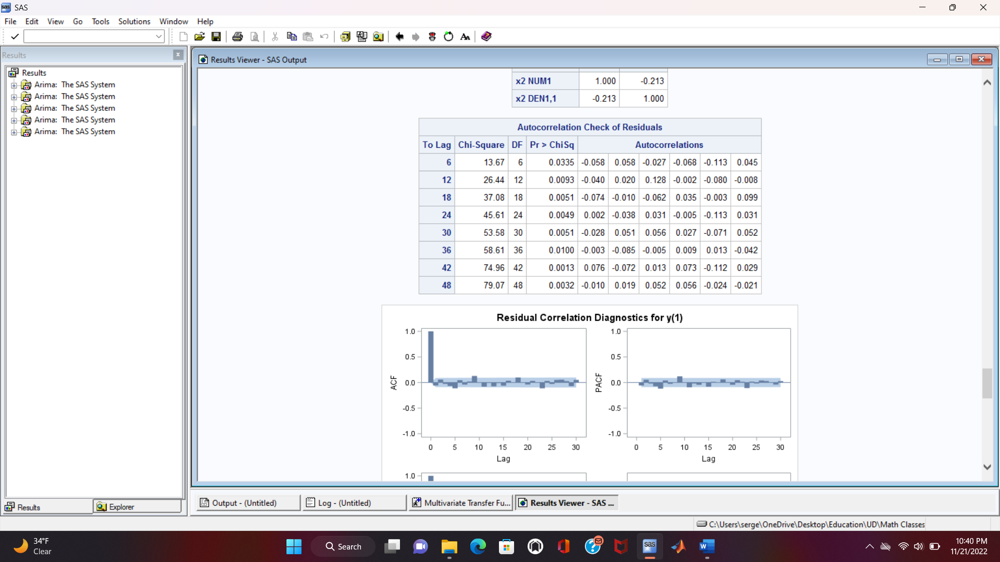 SAS
File Edit View Go Tools Solutions Window Help
Results
Results
Arima: The SAS System
Arima: The SAS System
Arima: The SAS System
Arima: The SAS System
Arima: The SAS System
Results Viewer - SAS Output
x2 NUM1 1.000 -0.213
x2 DEN1,1 -0.213 1.000
Autocorrelation Check of Residuals
To Lag Chi-Square DF Pr > ChiSq Autocorrelations
6 13.67 6 0.0335 -0.058 0.058 -0.027 -0.068 -0.113 0.045
12 26.44 12 0.0093 -0.040 0.020 0.128 -0.002 -0.080 -0.008
18 37.08 18 0.0051 -0.074 -0.010 -0.062 0.035 -0.003 0.099
24 45.61 24 0.0049 0.002 -0.038 0.031 -0.005 -0.113 0.031
30 53.58 30 0.0051 -0.028 0.051 0.056 0.027 -0.071 0.052
36 58.61 36 0.0100 -0.003 -0.085 -0.005 0.009 0.013 -0.042
42 74.96 42 0.0013 0.076 -0.072 0.013 0.073 -0.112 0.029
48 79.07 48 0.0032 -0.010 0.019 0.052 0.056 -0.024 -0.021
Residual Correlation Diagnostics for y(1)
1.0
0.5
0.0
-0.5
-1.0
ACF
0 5 10 15 20 25 30
Lag
1.0
0.5
0.0
-0.5
-1.0
PACF
0 5 10 15 20 25 30
Lag
1.0
Results Explorer
Output - (Untitled) Log - (Untitled) Multivariate Transfer Fu... Results Viewer - SAS ...
C:\Users\serge\OneDrive\Desktop\Education\UD\Math Classes
34°F
Clear
Search
sas
10:40 PM
11/21/2022